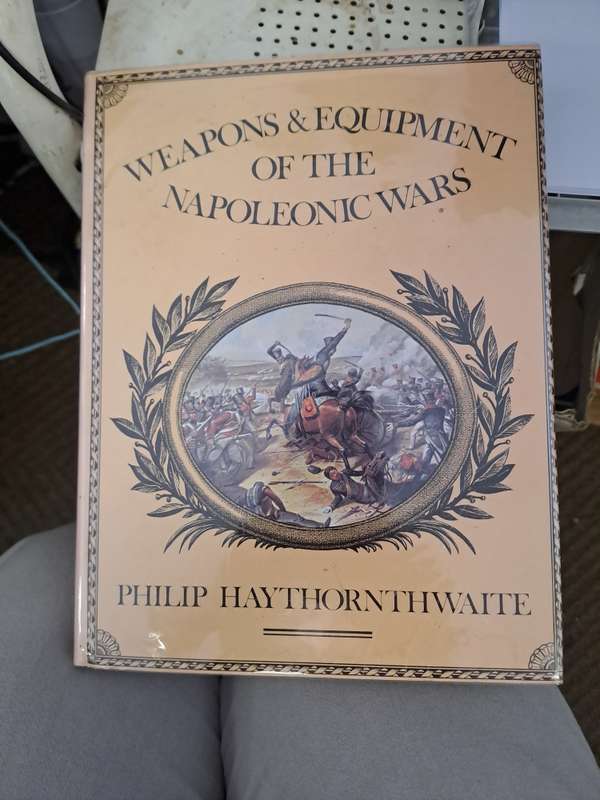 WEAPONS & EQUIPMENT
OF THE
NAPOLEONIC WARS
PHILIP HAYTHORNTHWAITE